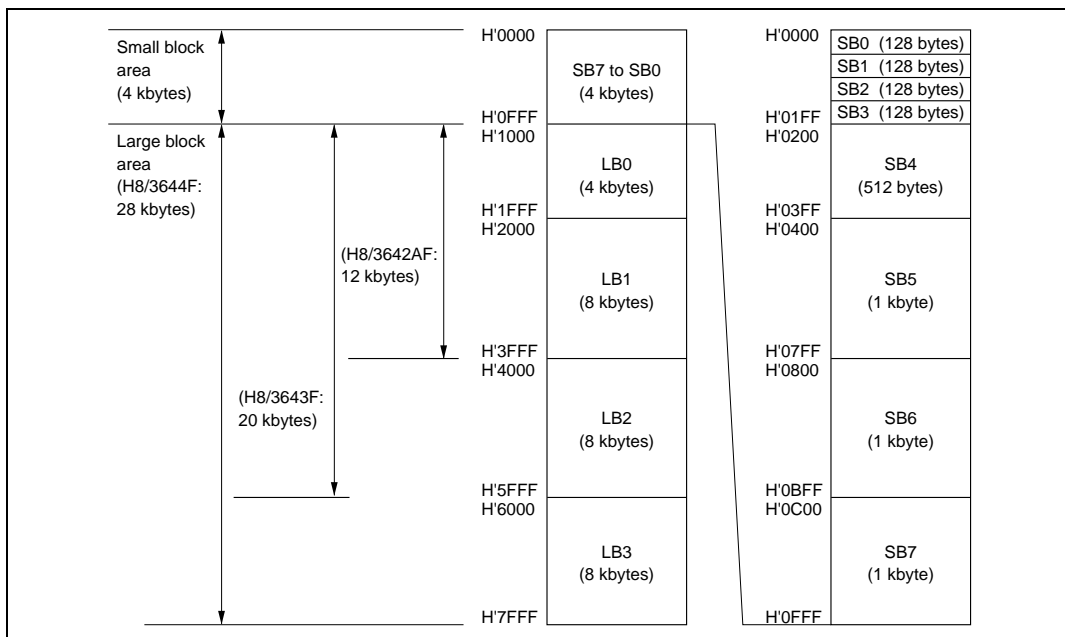 Small block
area
(4 kbytes)
Large block
area
(H8/3644F:
28 kbytes)
(H8/3642AF:
12 kbytes)
(H8/3643F:
20 kbytes)
H'0000
SB7 to SB0
(4 kbytes)
H'0FFF
H'1000
LB0
(4 kbytes)
H'1FFF
H'2000
LB1
(8 kbytes)
H'3FFF
H'4000
LB2
(8 kbytes)
H'5FFF
H'6000
LB3
(8 kbytes)
H'7FFF
H'0000
SB0 (128 bytes)
SB1 (128 bytes)
SB2 (128 bytes)
SB3 (128 bytes)
H'01FF
H'0200
SB4
(512 bytes)
H'03FF
H'0400
SB5
(1 kbyte)
H'07FF
H'0800
SB6
(1 kbyte)
H'0BFF
H'0C00
SB7
(1 kbyte)
H'0FFF